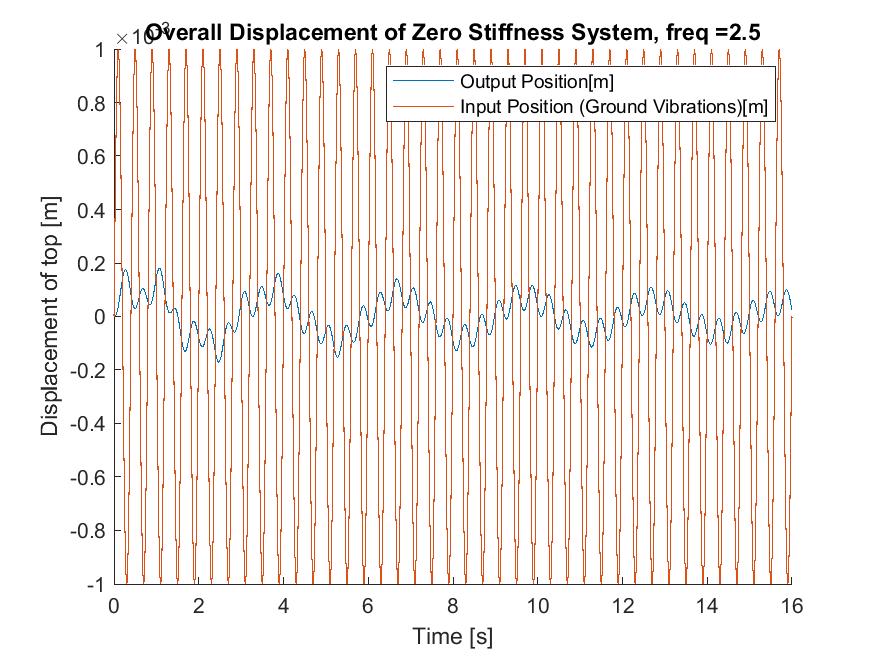 ×10-3
Overall Displacement of Zero Stiffness System, freq =2.5
Output Position[m]
Input Position (Ground Vibrations)[m]
1
0.8
0.6
0.4
0.2
0
-0.2
-0.4
-0.6
-0.8
-1
Displacement of top [m]
0 2 4 6 8 10 12 14 16
Time [s]